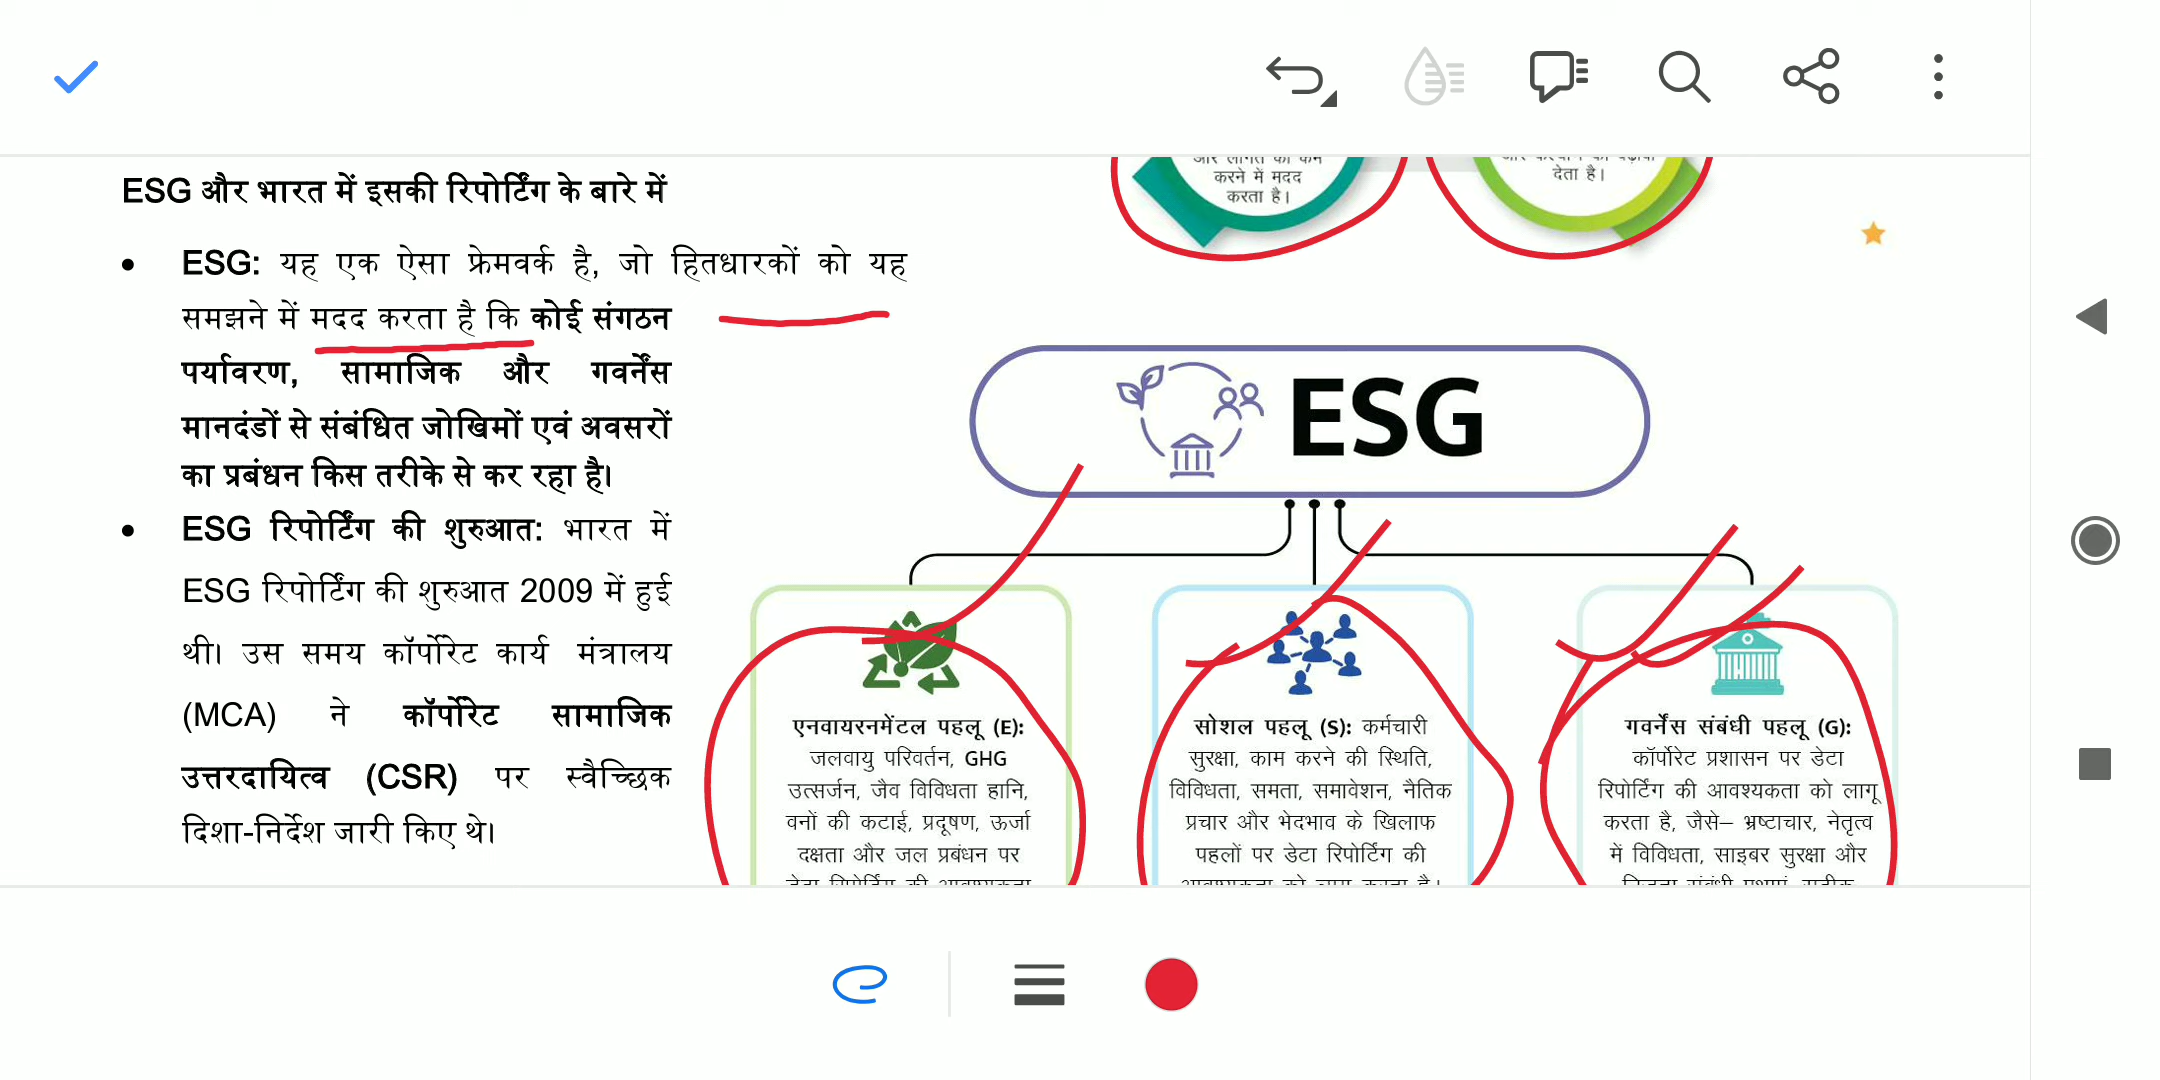 करने में मदद
करता है।
देता है।
ESG और भारत में इसकी रिपोर्टिंग के बारे में
• ESG: यह एक ऐसा फ्रेमवर्क है, जो हितधारकों को यह
समझने में मदद करता है कि कोई संगठन
पर्यावरण, सामाजिक और गवर्नेंस
मानदंडों से संबंधित जोखिमों एवं अवसरों
का प्रबंधन किस तरीके से कर रहा है।
• ESG रिपोर्टिंग की शुरुआत: भारत में
ESG रिपोर्टिंग की शुरुआत 2009 में हुई
थी। उस समय कॉर्पोरेट कार्य मंत्रालय
(MCA) ने कॉर्पोरेट सामाजिक
उत्तरदायित्व (CSR) पर स्वैच्छिक
दिशा-निर्देश जारी किए थे।
ESG
एनवायरनमेंटल पहलू (E):
जलवायु परिवर्तन, GHG
उत्सर्जन, जैव विविधता हानि,
वनों की कटाई, प्रदूषण, ऊर्जा
दक्षता और जल प्रबंधन पर
सोशल पहलू (S): कर्मचारी
सुरक्षा, काम करने की स्थिति,
विविधता, समता, समावेशन, नैतिक
प्रचार और भेदभाव के खिलाफ
पहलों पर डेटा रिपोर्टिंग की
गवर्नेंस संबंधी पहलू (G):
कॉर्पोरेट प्रशासन पर डेटा
रिपोर्टिंग की आवश्यकता को लागू
करता है, जैसे– भ्रष्टाचार, नेतृत्व
में विविधता, साइबर सुरक्षा और